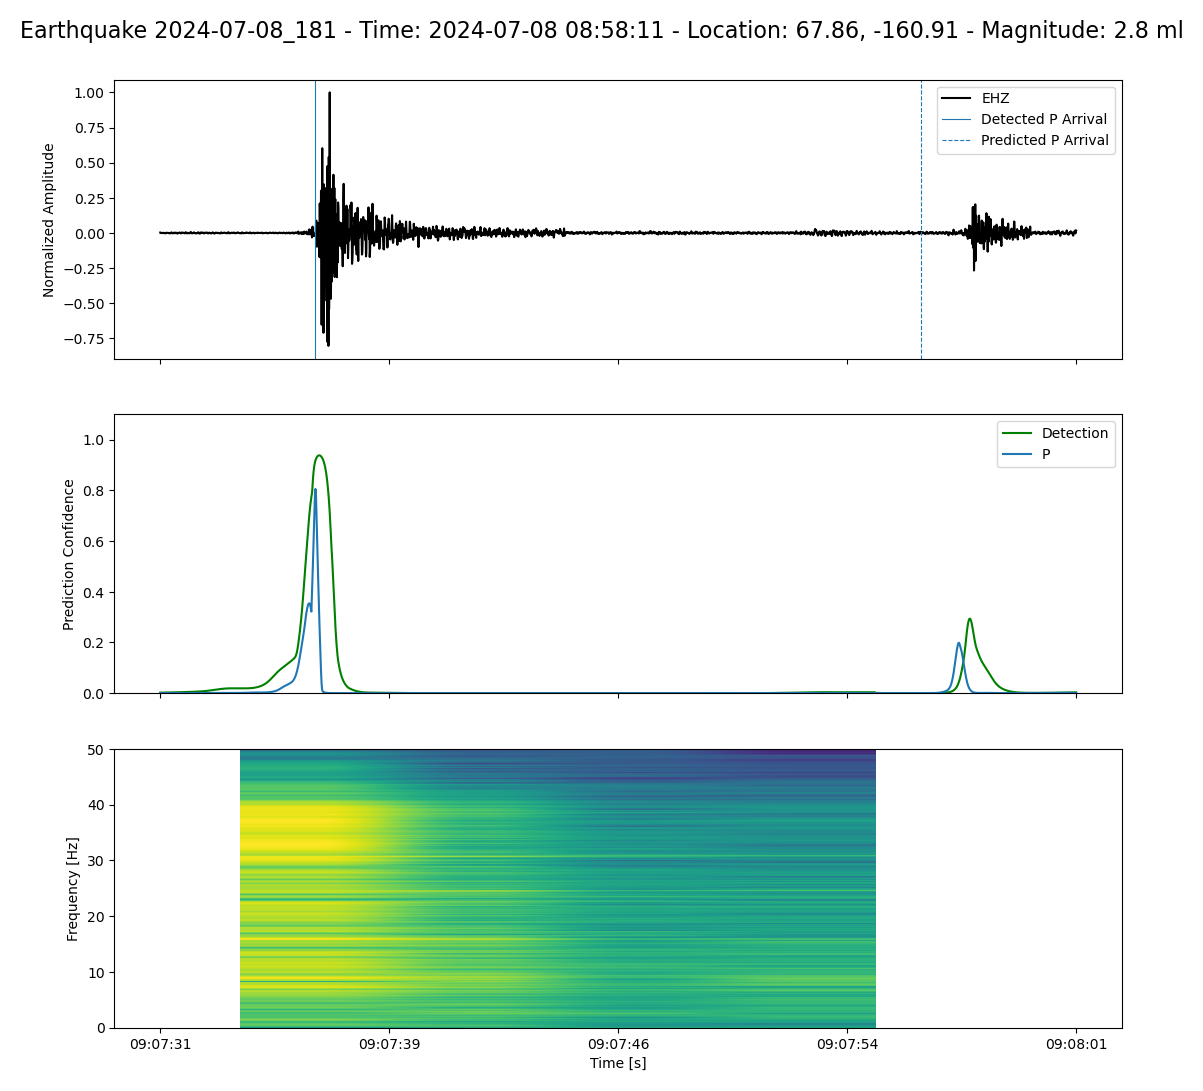 Earthquake 2024-07-08_181 - Time: 2024-07-08 08:58:11 - Location: 67.86, -160.91 - Magnitude: 2.8 ml
Normalized Amplitude
1.00
0.75
0.50
0.25
0.00
−0.25
−0.50
−0.75
EHZ
Detected P Arrival
Predicted P Arrival
Prediction Confidence
1.0
0.8
0.6
0.4
0.2
0.0
Detection
P
Frequency [Hz]
50
40
30
20
10
0
09:07:31 09:07:39 09:07:46 09:07:54 09:08:01
Time [s]